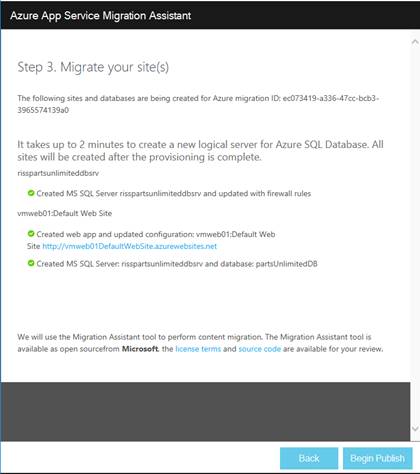 Azure App Service Migration Assistant
Step 3. Migrate your site(s)
The following sites and databases are being created for Azure migration ID: ec073419-a336-47cc-bcb3-
3965574139a0
It takes up to 2 minutes to create a new logical server for Azure SQL Database. All
sites will be created after the provisioning is complete.
risspartsunlimiteddbsrv
Created MS SQL Server risspartsunlimiteddbsrv and updated with firewall rules
vmweb01:Default Web Site
Created web app and updated configuration: vmweb01:Default Web
Site http://vmweb01DefaultWebSite.azurewebsites.net
Created MS SQL Server: risspartsunlimiteddbsrv and database: partsUnlimitedDB
We will use the Migration Assistant tool to perform content migration. The Migration Assistant tool is
available as open sourcefrom Microsoft. the license terms and source code are available for your review.
Back Begin Publish